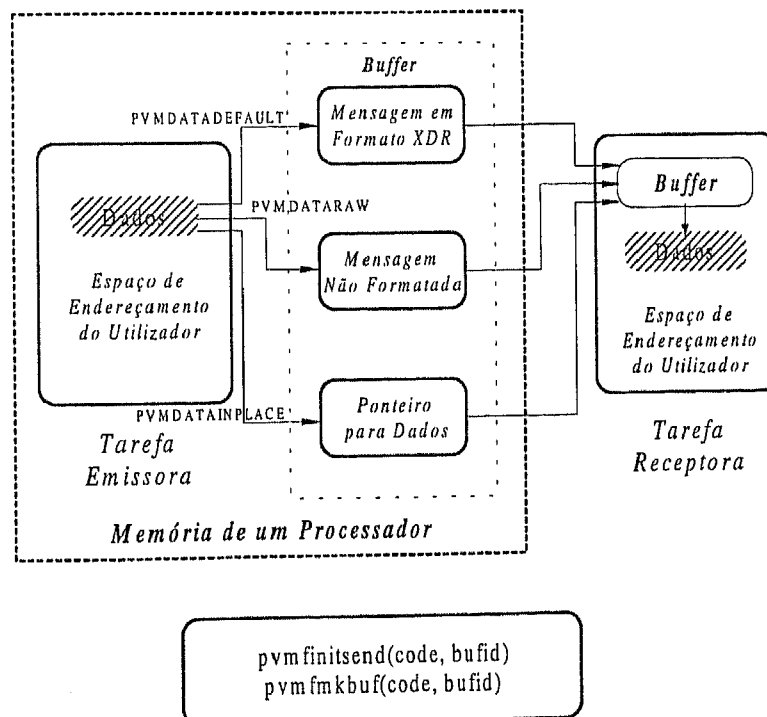 Buffer
PVMDATADEFAULT
Mensagem em
Formato XDR
Dados
PVMDATARAW
Buffer
Dados
Espaço de
Endereçamento
do Utilizador
Mensagem
Não Formatada
Espaço de
Endereçamento
do Utilizador
PVMDATAINPLACE
Ponteiro
para Dados
Tarefa
Emissora
Tarefa
Receptora
Memória de um Processador
pvmfinitsend(code, bufid)
pvmfmkbuf(code, bufid)